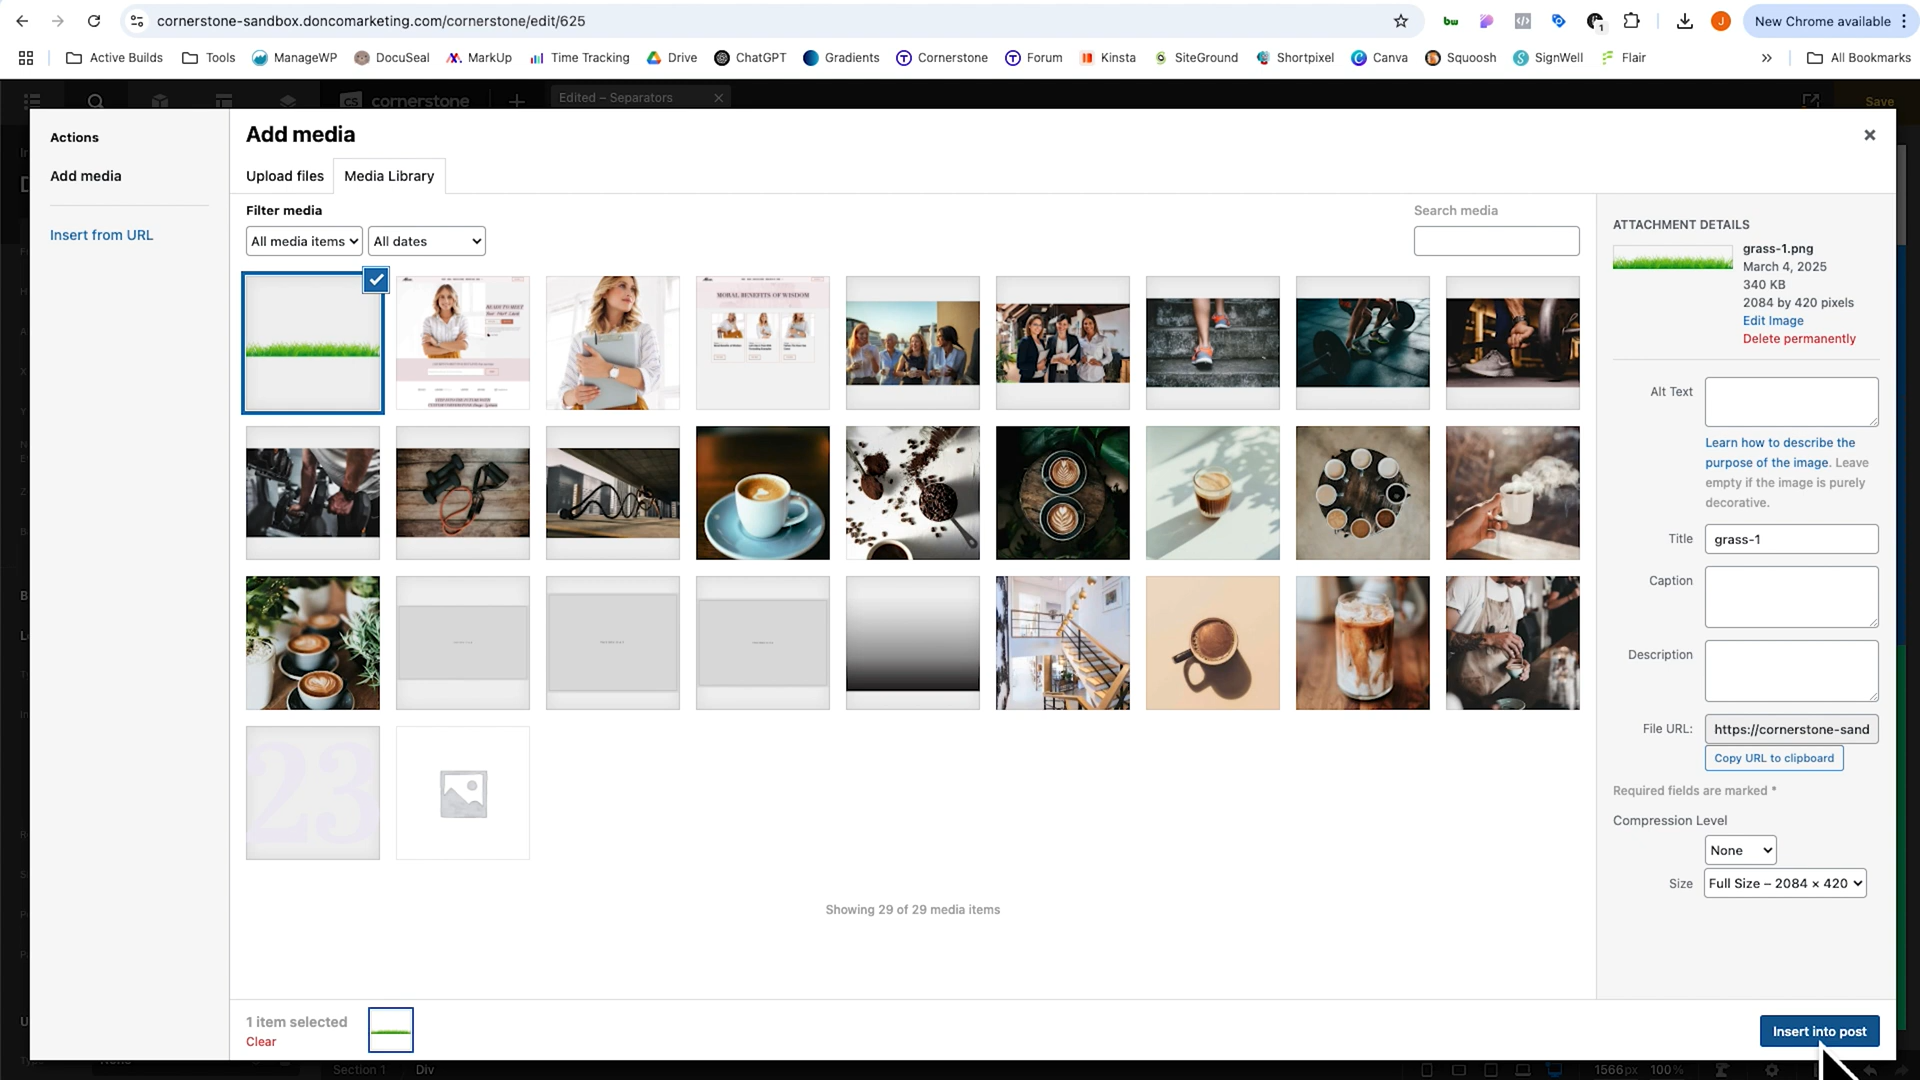 cornerstone-sandbox.doncomarketing.com/cornerstone/edit/625
New Chrome available
Active Builds
Tools
ManageWP
DocuSeal
MarkUp
Time Tracking
Drive
ChatGPT
Gradients
Cornerstone
Forum
Kinsta
SiteGround
Shortpixel
Canva
Squoosh
SignWell
Flair
All Bookmarks
cornerstone
Edited – Separators
Save
Actions
Add media
Insert from URL
Add media
Upload files
Media Library
Filter media
All media items
All dates
Search media
MORAL BENEFITS OF WISDOM
23
Showing 29 of 29 media items
ATTACHMENT DETAILS
grass-1.png
March 4, 2025
340 KB
2084 by 420 pixels
Edit Image
Delete permanently
Alt Text
Learn how to describe the
purpose of the image. Leave
empty if the image is purely
decorative.
Title
grass-1
Caption
Description
File URL:
https://cornerstone-sand
Copy URL to clipboard
Required fields are marked *
Compression Level
None
Size
Full Size – 2084 × 420
1 item selected
Clear
Insert into post
Section 1
Div
1566px
100%